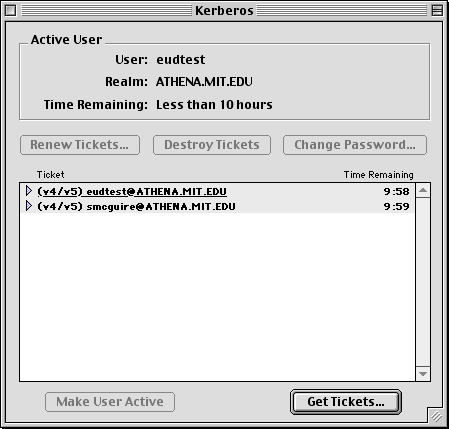 Kerberos
Active User
User: eudtest
Realm: ATHENA.MIT.EDU
Time Remaining: Less than 10 hours
Renew Tickets... Destroy Tickets Change Password...
Ticket Time Remaining
(v4/v5) eudtest@ATHENA.MIT.EDU 9:58
(v4/v5) smcguire@ATHENA.MIT.EDU 9:59
Make User Active Get Tickets...